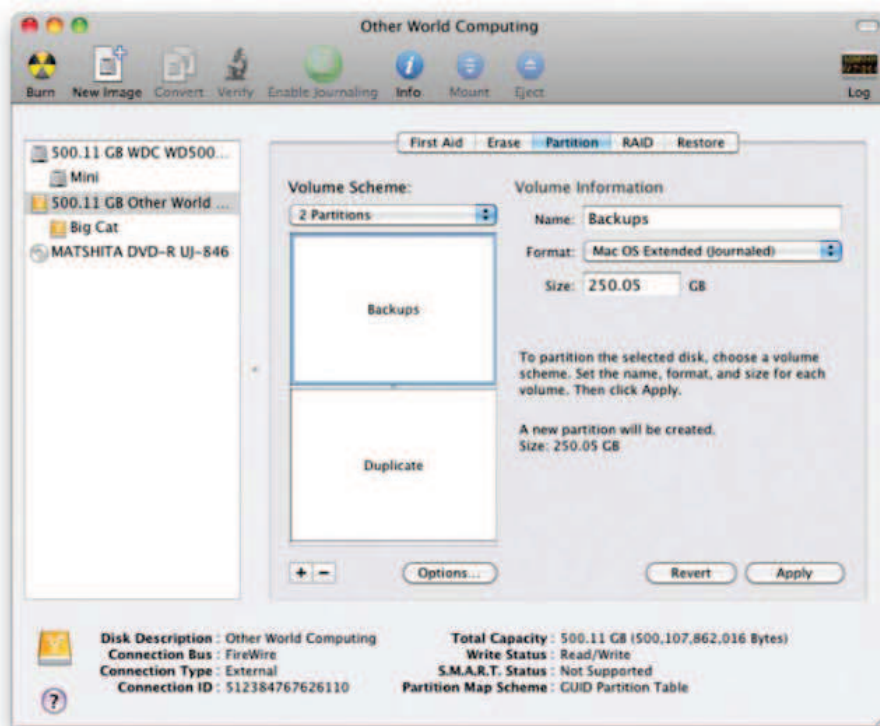 Other World Computing
Burn New Image Convert Verify Enable Journaling Info Mount Eject Log
500.11 GB WDC WD500...
Mini
500.11 GB Other World ...
Big Cat
MATSHITA DVD-R UJ-846
First Aid Erase Partition RAID Restore
Volume Scheme:
2 Partitions
Backups
Duplicate
+ −
Options...
Volume Information
Name: Backups
Format: Mac OS Extended (Journaled)
Size: 250.05 GB
To partition the selected disk, choose a volume
scheme. Set the name, format, and size for each
volume. Then click Apply.
A new partition will be created.
Size: 250.05 GB
Revert Apply
Disk Description : Other World Computing
Connection Bus : FireWire
Connection Type : External
Connection ID : 512384767626110
Total Capacity : 500.11 GB (500,107,862,016 Bytes)
Write Status : Read/Write
S.M.A.R.T. Status : Not Supported
Partition Map Scheme : GUID Partition Table
?